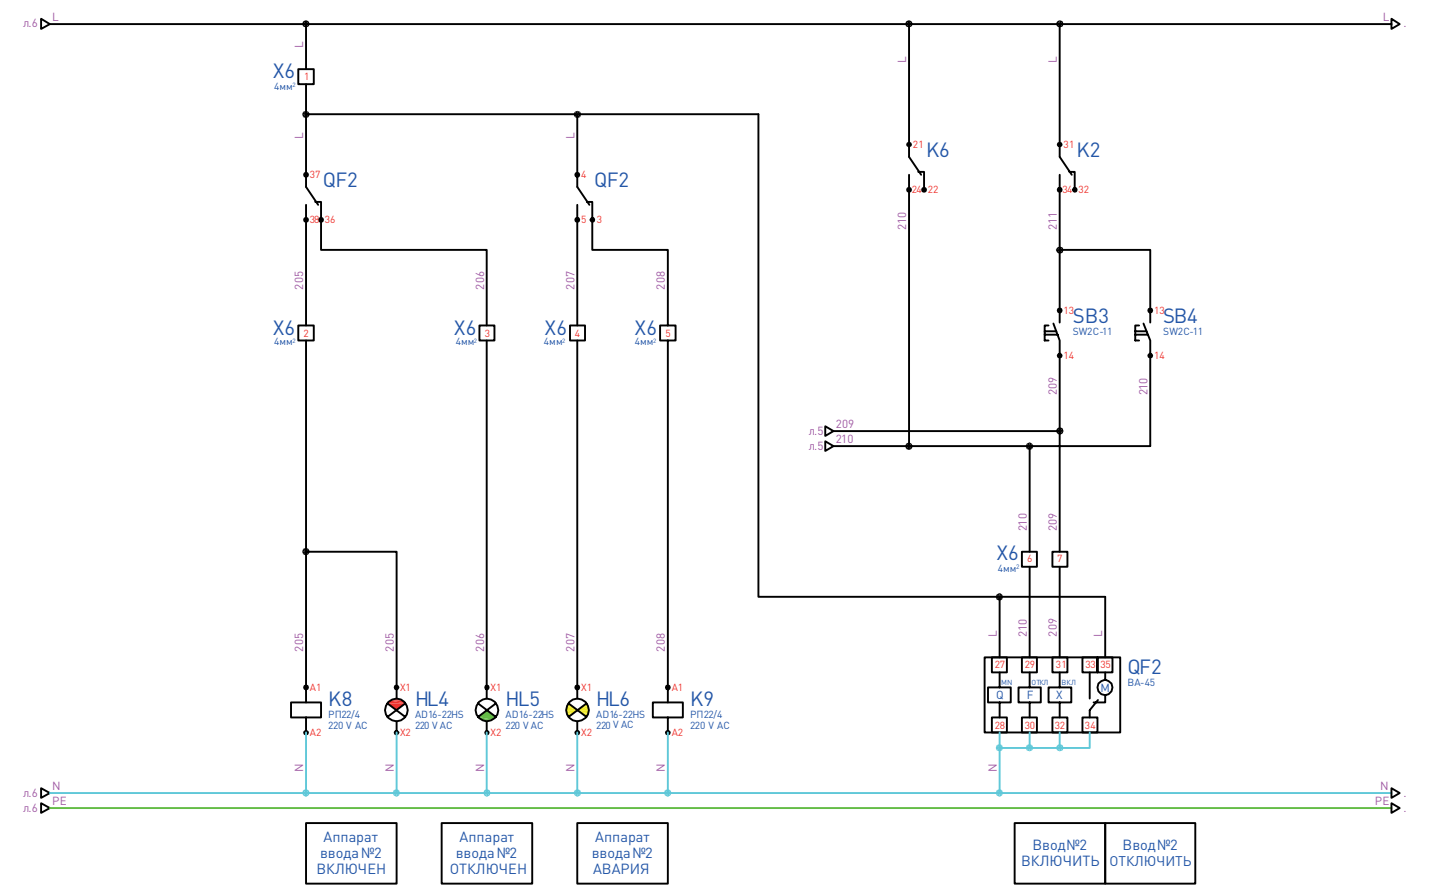 л.6 L L
L
L
L
X6 1
4мм²
L
L
37 QF2
4 QF2
21 K6
31 K2
38 36
5 3
24 22
34 32
205
206
207
208
210
211
13 SB3
SW2C-11
14
13 SB4
SW2C-11
14
X6 2
4мм²
X6 3
4мм²
X6 4
4мм²
X6 5
4мм²
209
210
л.5 209
л.5 210
210
209
X6 6 7
4мм²
205
205
206
207
208
L
210
209
L
27 29 31 33 35 QF2
BA-45
MN ОТКЛ ВКЛ
Q F X M
28 30 32 34
A1 K8
РП22/4
220 V AC
A2
X1 HL4
AD16-22HS
220 V AC
X2
X1 HL5
AD16-22HS
220 V AC
X2
X1 HL6
AD16-22HS
220 V AC
X2
A1 K9
РП22/4
220 V AC
A2
N
N
N
N
N
N
л.6 N N
л.6 PE PE
Аппарат
ввода №2
ВКЛЮЧЕН
Аппарат
ввода №2
ОТКЛЮЧЕН
Аппарат
ввода №2
АВАРИЯ
Ввод №2
ВКЛЮЧИТЬ
Ввод №2
ОТКЛЮЧИТЬ